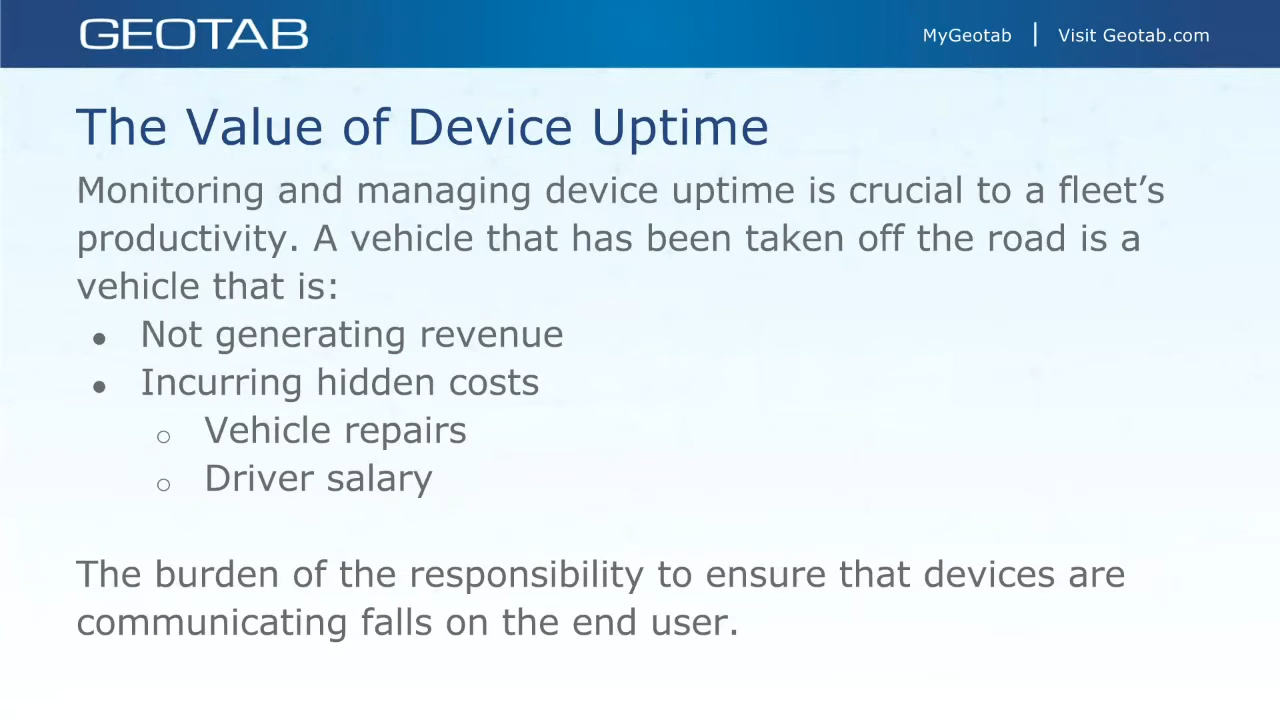 GEOTAB
MyGeotab | Visit Geotab.com
The Value of Device Uptime
Monitoring and managing device uptime is crucial to a fleet’s
productivity. A vehicle that has been taken off the road is a
vehicle that is:
● Not generating revenue
● Incurring hidden costs
○ Vehicle repairs
○ Driver salary
The burden of the responsibility to ensure that devices are
communicating falls on the end user.